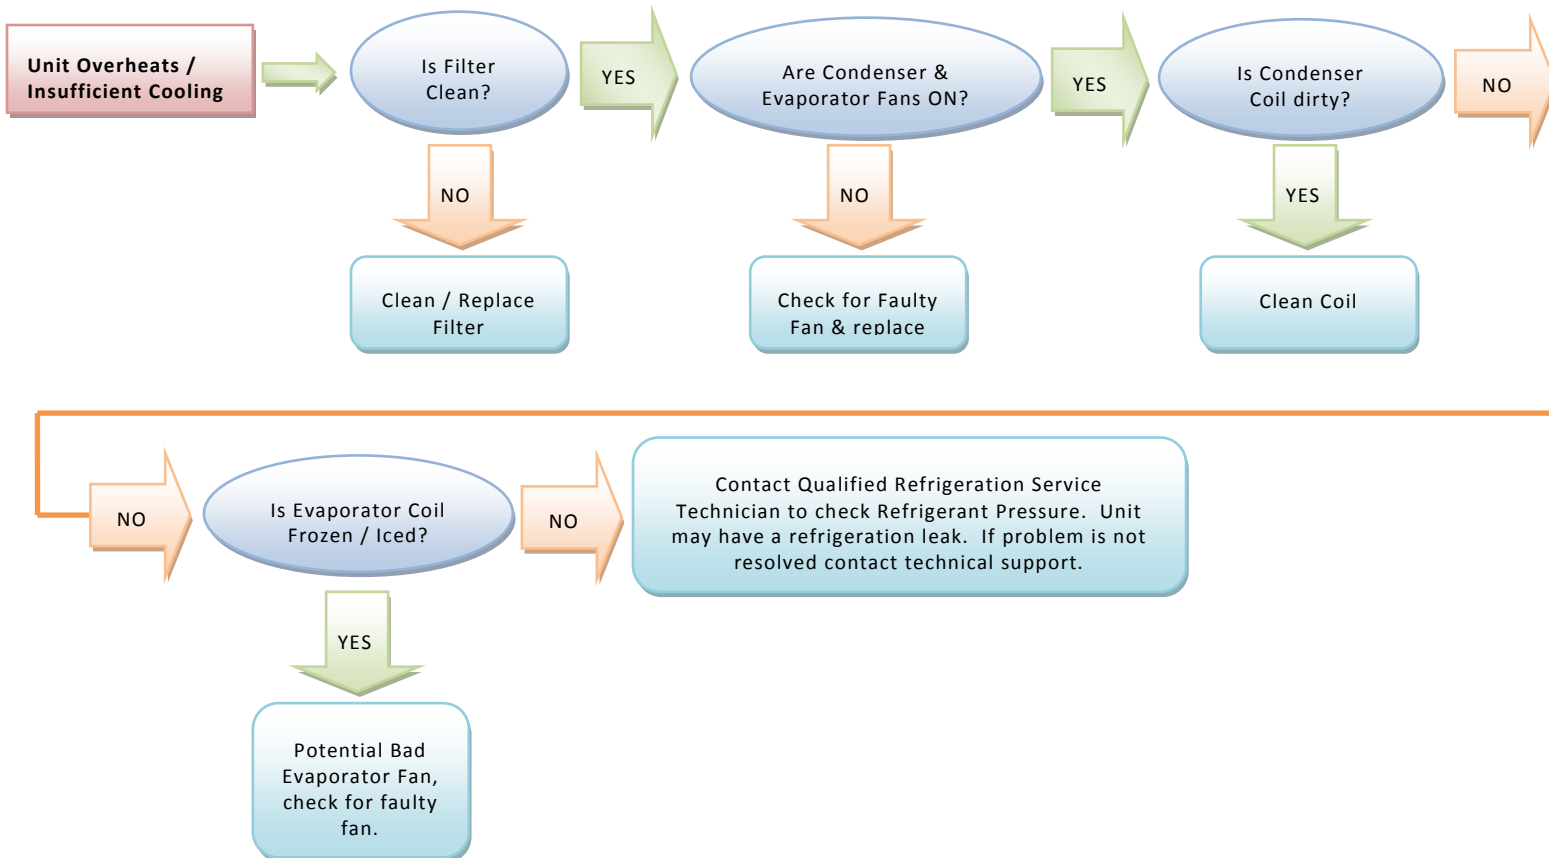 Unit Overheats /
Insufficient Cooling
Is Filter
Clean?
YES
Are Condenser &
Evaporator Fans ON?
YES
Is Condenser
Coil dirty?
NO
NO
NO
YES
Clean / Replace
Filter
Check for Faulty
Fan & replace
Clean Coil
NO
Is Evaporator Coil
Frozen / Iced?
NO
Contact Qualified Refrigeration Service
Technician to check Refrigerant Pressure.  Unit
may have a refrigeration leak.  If problem is not
resolved contact technical support.
YES
Potential Bad
Evaporator Fan,
check for faulty
fan.